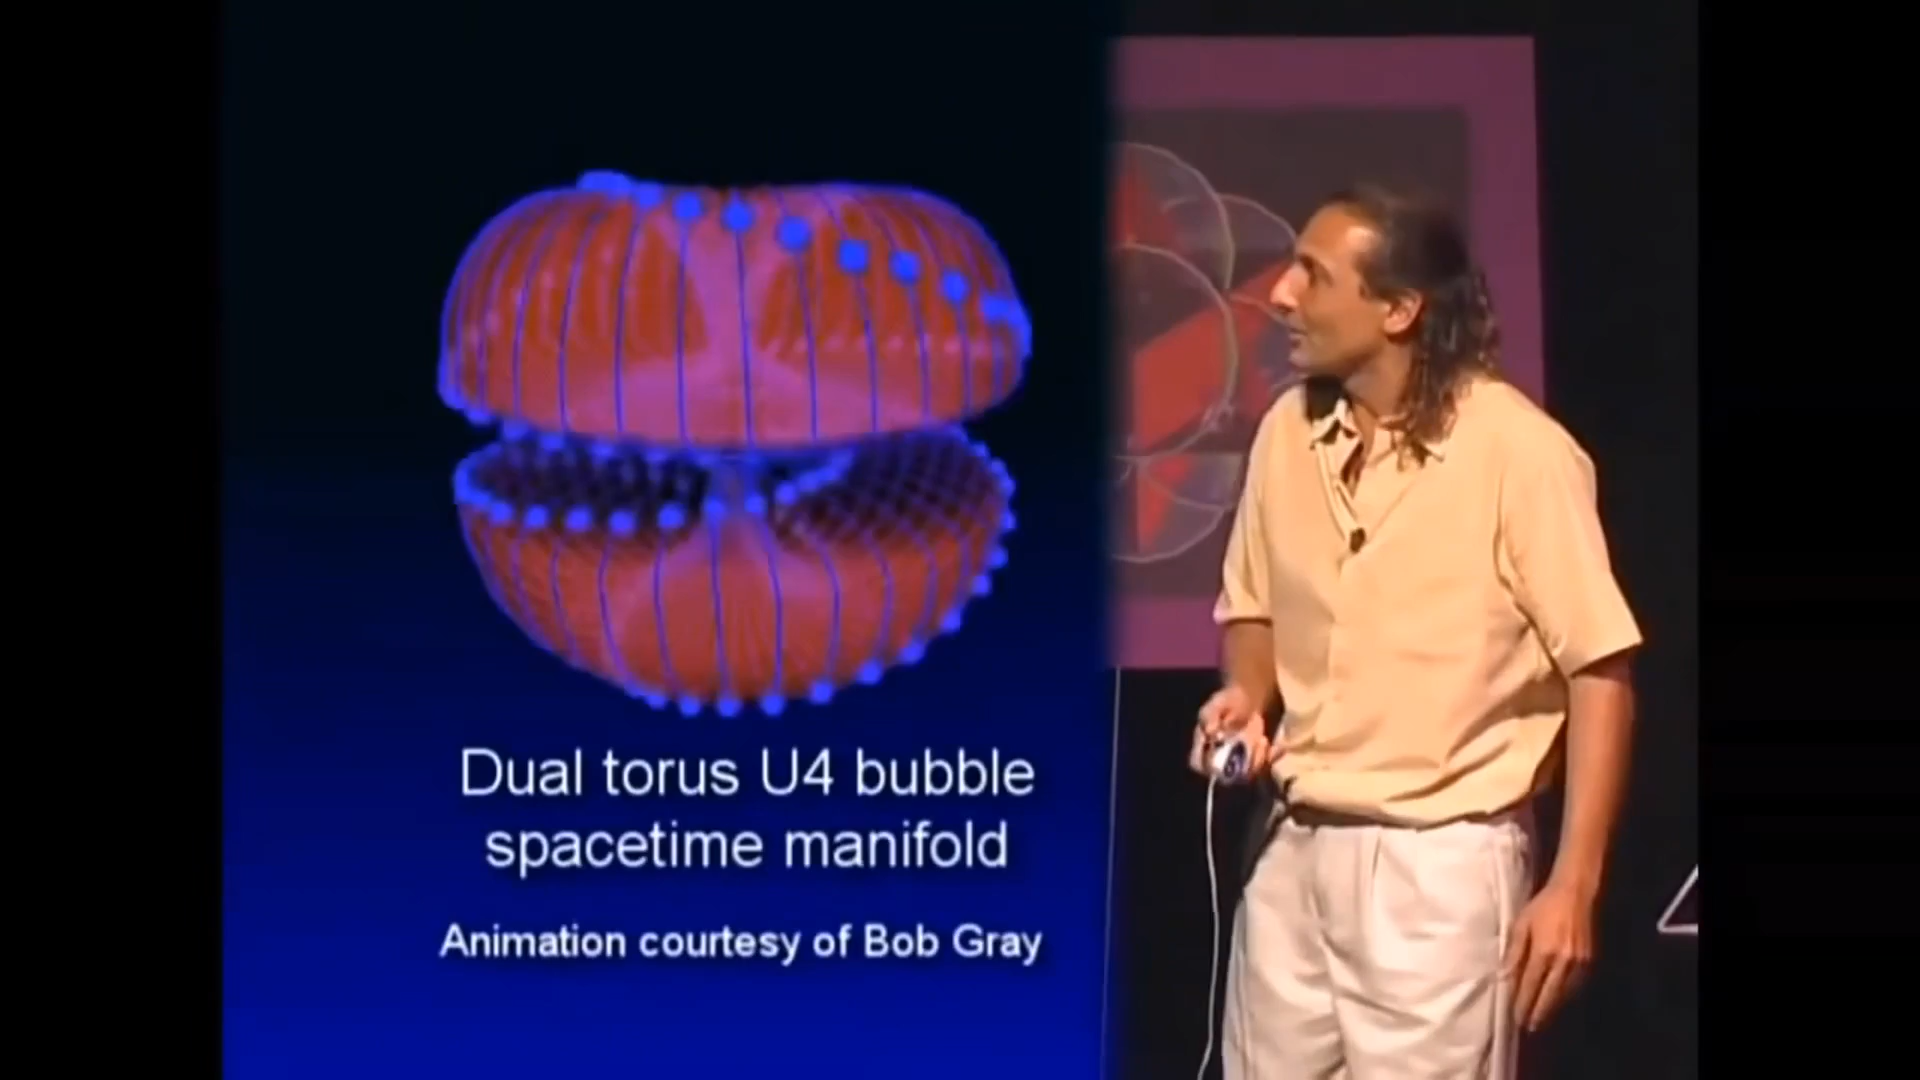 Dual torus U4 bubble
spacetime manifold
Animation courtesy of Bob Gray